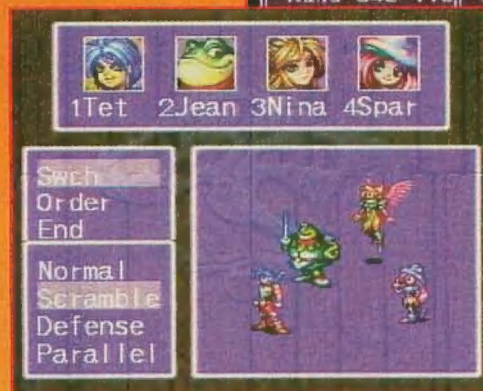 1Tet 2Jean 3Nina 4Spar
Swch
Order
End
Normal
Scramble
Defense
Parallel